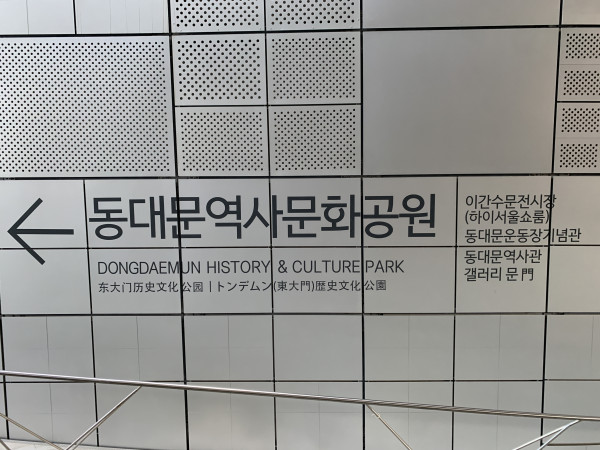 동대문역사문화공원
DONGDAEMUN HISTORY & CULTURE PARK
东大门历史文化公园 | トンデムン(東大門)歴史文化公園
이간수문전시장
(하이서울쇼룸)
동대문운동장기념관
동대문역사관
갤러리 문 門